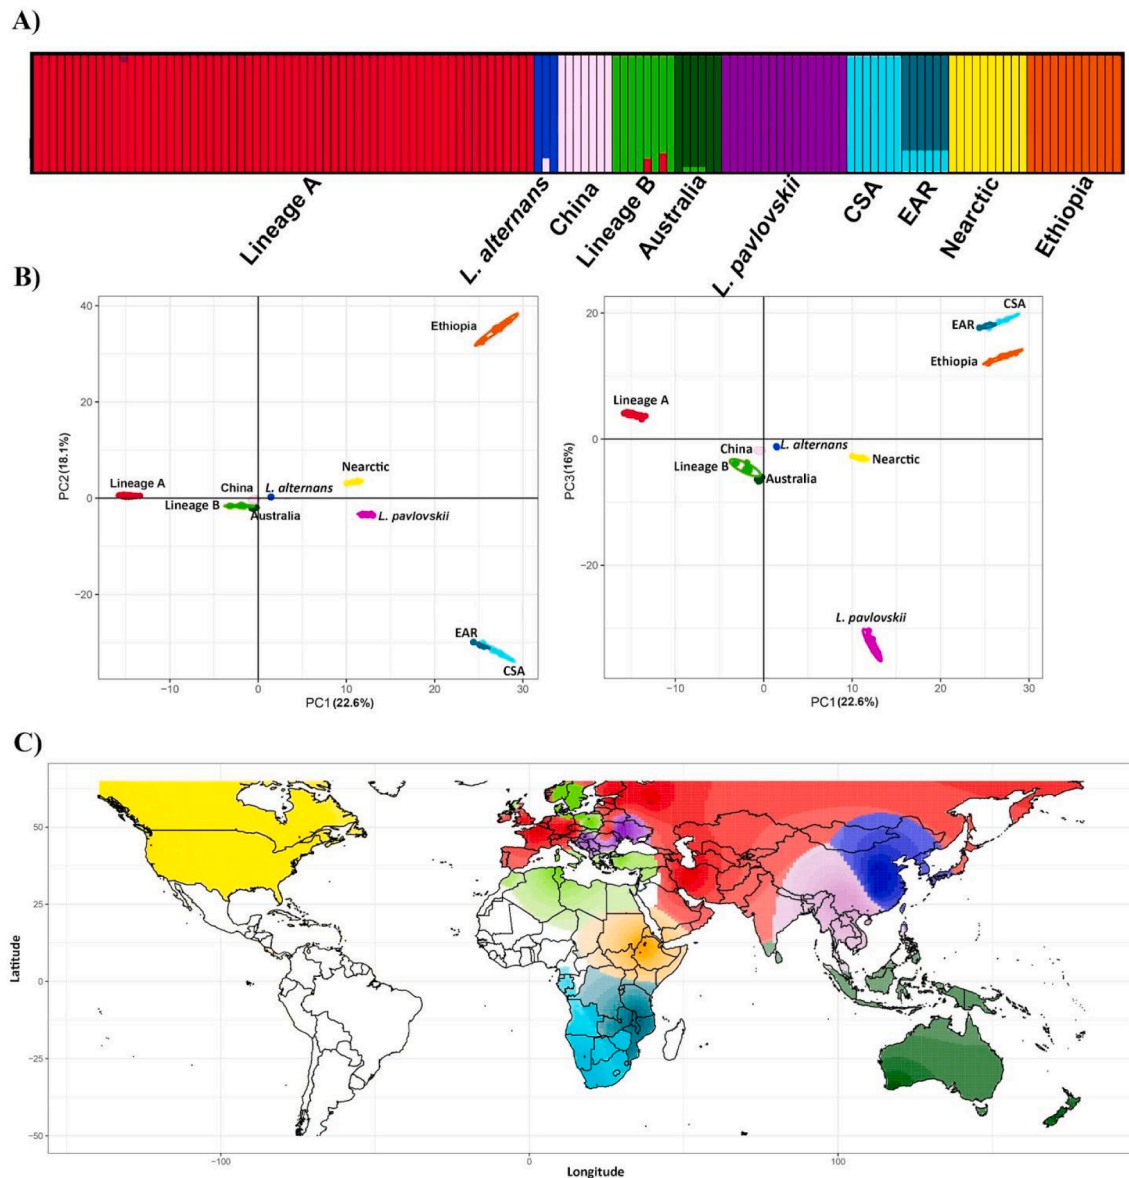 A)
Lineage A
L. alternans
China
Lineage B
Australia
L. pavlovskii
CSA
EAR
Nearctic
Ethiopia
B)
40
20
0
−20
PC2 (18.1%)
Ethiopia
Nearctic
Lineage A
China
L. alternans
Lineage B
Australia
L. pavlovskii
EAR
CSA
−10
0
10
20
30
PC1 (22.6%)
20
0
−20
PC3 (16%)
CSA
EAR
Ethiopia
Lineage A
China
L. alternans
Lineage B
Nearctic
Australia
L. pavlovskii
−10
0
10
20
30
PC1 (22.6%)
C)
50
25
0
−25
−50
Latitude
−100
0
100
Longitude